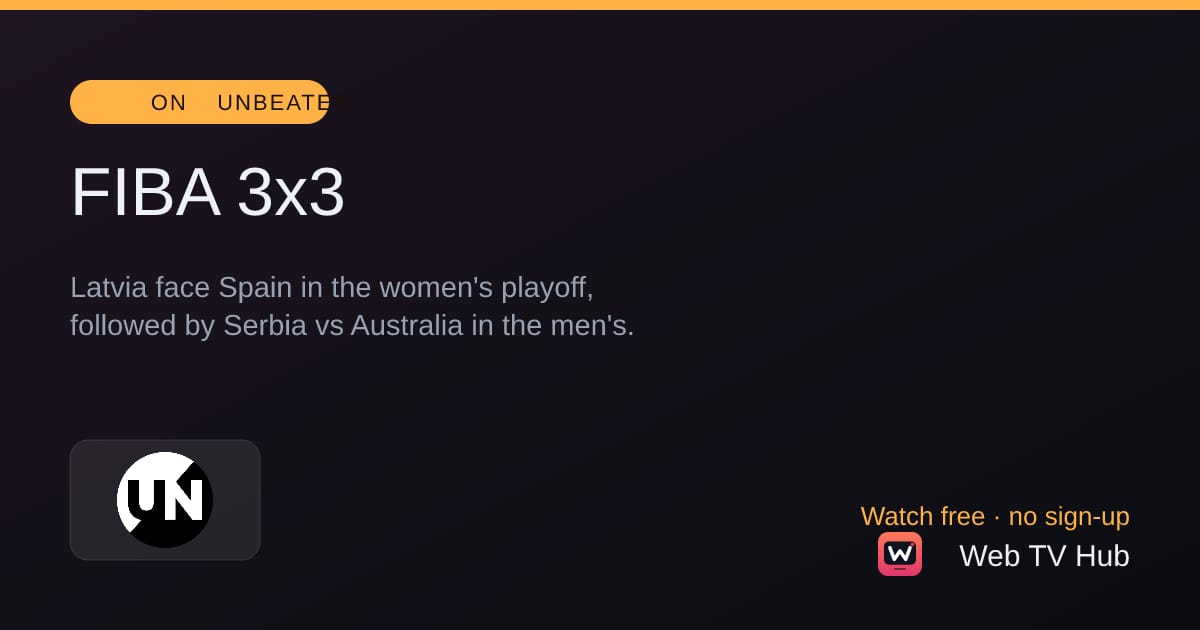 ON UNBEATEN
FIBA 3x3
Latvia face Spain in the women's playoff,
followed by Serbia vs Australia in the men's.
UN
Watch free · no sign-up
W
Web TV Hub